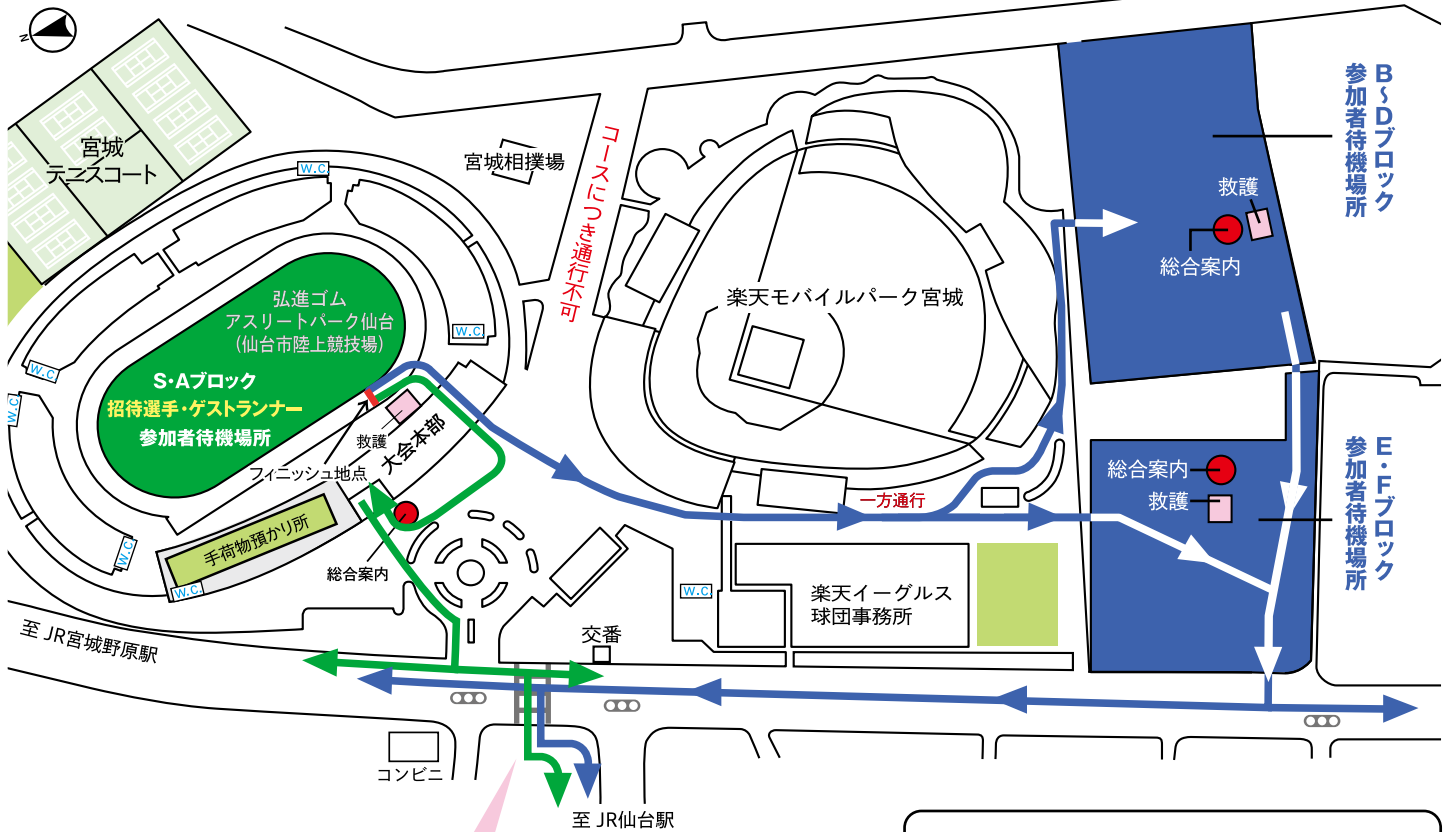 N
宮城
テニスコート
w.c.
宮城相撲場
コースにつき通行不可
B~Dブロック
参加者待機場所
救護
総合案内
弘進ゴム
アスリートパーク仙台
(仙台市陸上競技場)
S・Aブロック
招待選手・ゲストランナー
参加者待機場所
w.c.
w.c.
w.c.
楽天モバイルパーク宮城
救護
大会本部
フィニッシュ地点
手荷物預かり所
w.c.
w.c.
総合案内
一方通行
総合案内
救護
E・Fブロック
参加者待機場所
w.c.
楽天イーグルス
球団事務所
交番
至 JR宮城野原駅
コンビニ
至 JR仙台駅